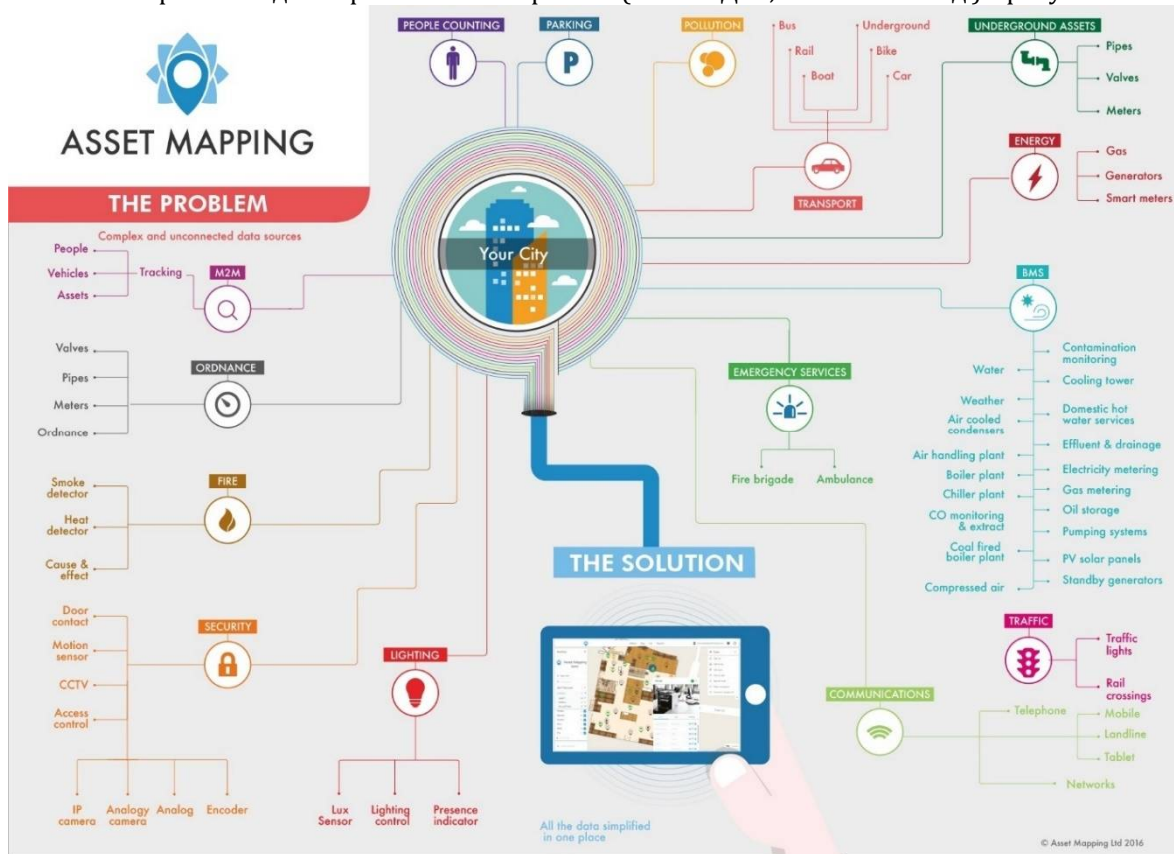 ASSET MAPPING
THE PROBLEM
Complex and unconnected data sources
PEOPLE COUNTING
PARKING
P
POLLUTION
Bus
Rail
Boat
Underground
Bike
Car
TRANSPORT
UNDERGROUND ASSETS
Pipes
Valves
Meters
ENERGY
Gas
Generators
Smart meters
Your City
People
Vehicles
Assets
Tracking
M2M
Valves
Pipes
Meters
Ordnance
ORDNANCE
Smoke
detector
Heat
detector
Cause &
effect
FIRE
Door
contact
Motion
sensor
CCTV
Access
control
SECURITY
IP
camera
Analogy
camera
Analog
Encoder
LIGHTING
Lux
Sensor
Lighting
control
Presence
indicator
EMERGENCY SERVICES
Fire brigade
Ambulance
BMS
Water
Weather
Air cooled
condensers
Air handling plant
Boiler plant
Chiller plant
CO monitoring
& extract
Coal fired
boiler plant
Compressed air
Contamination
monitoring
Cooling tower
Domestic hot
water services
Effluent & drainage
Electricity metering
Gas metering
Oil storage
Pumping systems
PV solar panels
Standby generators
THE SOLUTION
All the data simplified
in one place
TRAFFIC
Traffic
lights
Rail
crossings
COMMUNICATIONS
Telephone
Mobile
Landline
Tablet
Networks
© Asset Mapping Ltd 2016